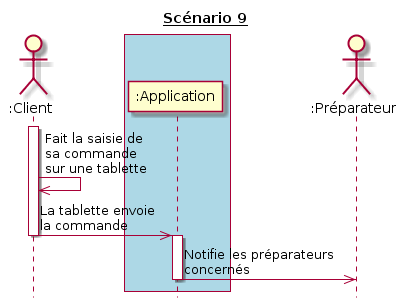 Scénario 9
:Client
:Application
:Préparateur
Fait la saisie de
sa commande
sur une tablette
La tablette envoie
la commande
Notifie les préparateurs
concernés